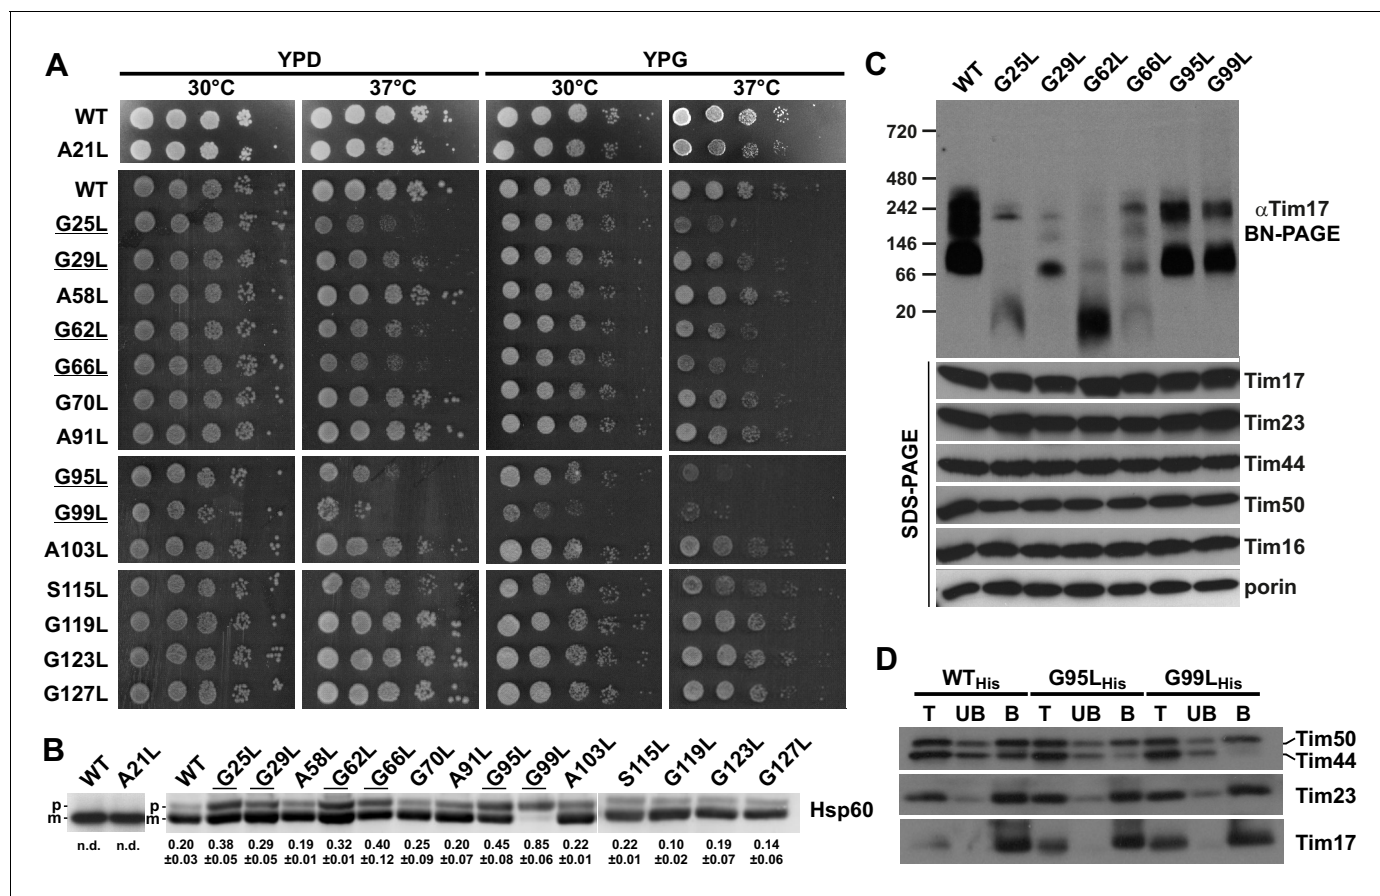 A
YPD YPG
30°C 37°C 30°C 37°C
WT
A21L
WT
G25L
G29L
A58L
G62L
G66L
G70L
A91L
G95L
G99L
A103L
S115L
G119L
G123L
G127L
B
WT A21L WT G25L G29L A58L G62L G66L G70L A91L G95L G99L A103L S115L G119L G123L G127L
p- p-
m- m-
Hsp60
n.d. n.d. 0.20 0.38 0.29 0.19 0.32 0.40 0.25 0.20 0.45 0.85 0.22 0.22 0.10 0.19 0.14
±0.03 ±0.05 ±0.05 ±0.01 ±0.01 ±0.12 ±0.09 ±0.07 ±0.08 ±0.06 ±0.01 ±0.01 ±0.02 ±0.07 ±0.06
C
WT G25L G29L G62L G66L G95L G99L
720
480
242
146
66
20
αTim17
BN-PAGE
SDS-PAGE
Tim17
Tim23
Tim44
Tim50
Tim16
porin
D
WTHis G95LHis G99LHis
T UB B T UB B T UB B
Tim50
Tim44
Tim23
Tim17